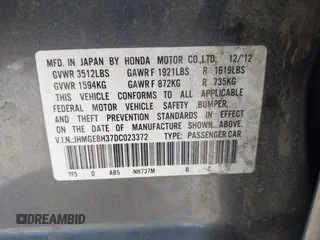 MFD. IN JAPAN BY HONDA MOTOR CO.,LTD. 12/'12
GVWR 3512LBS GAWR F 1921LBS R 1619LBS
GVWR 1594KG GAWR F 872KG R 735KG
THIS VEHICLE CONFORMS TO ALL APPLICABLE
FEDERAL MOTOR VEHICLE SAFETY, BUMPER,
AND THEFT PREVENTION STANDARDS IN EFFECT
ON THE DATE OF MANUFACTURE SHOWN ABOVE.
V.I.N.:JHMGE8H37DC023372 TYPE: PASSENGER CAR
TP5 0 AB5 NH737M B C
DREAMBID